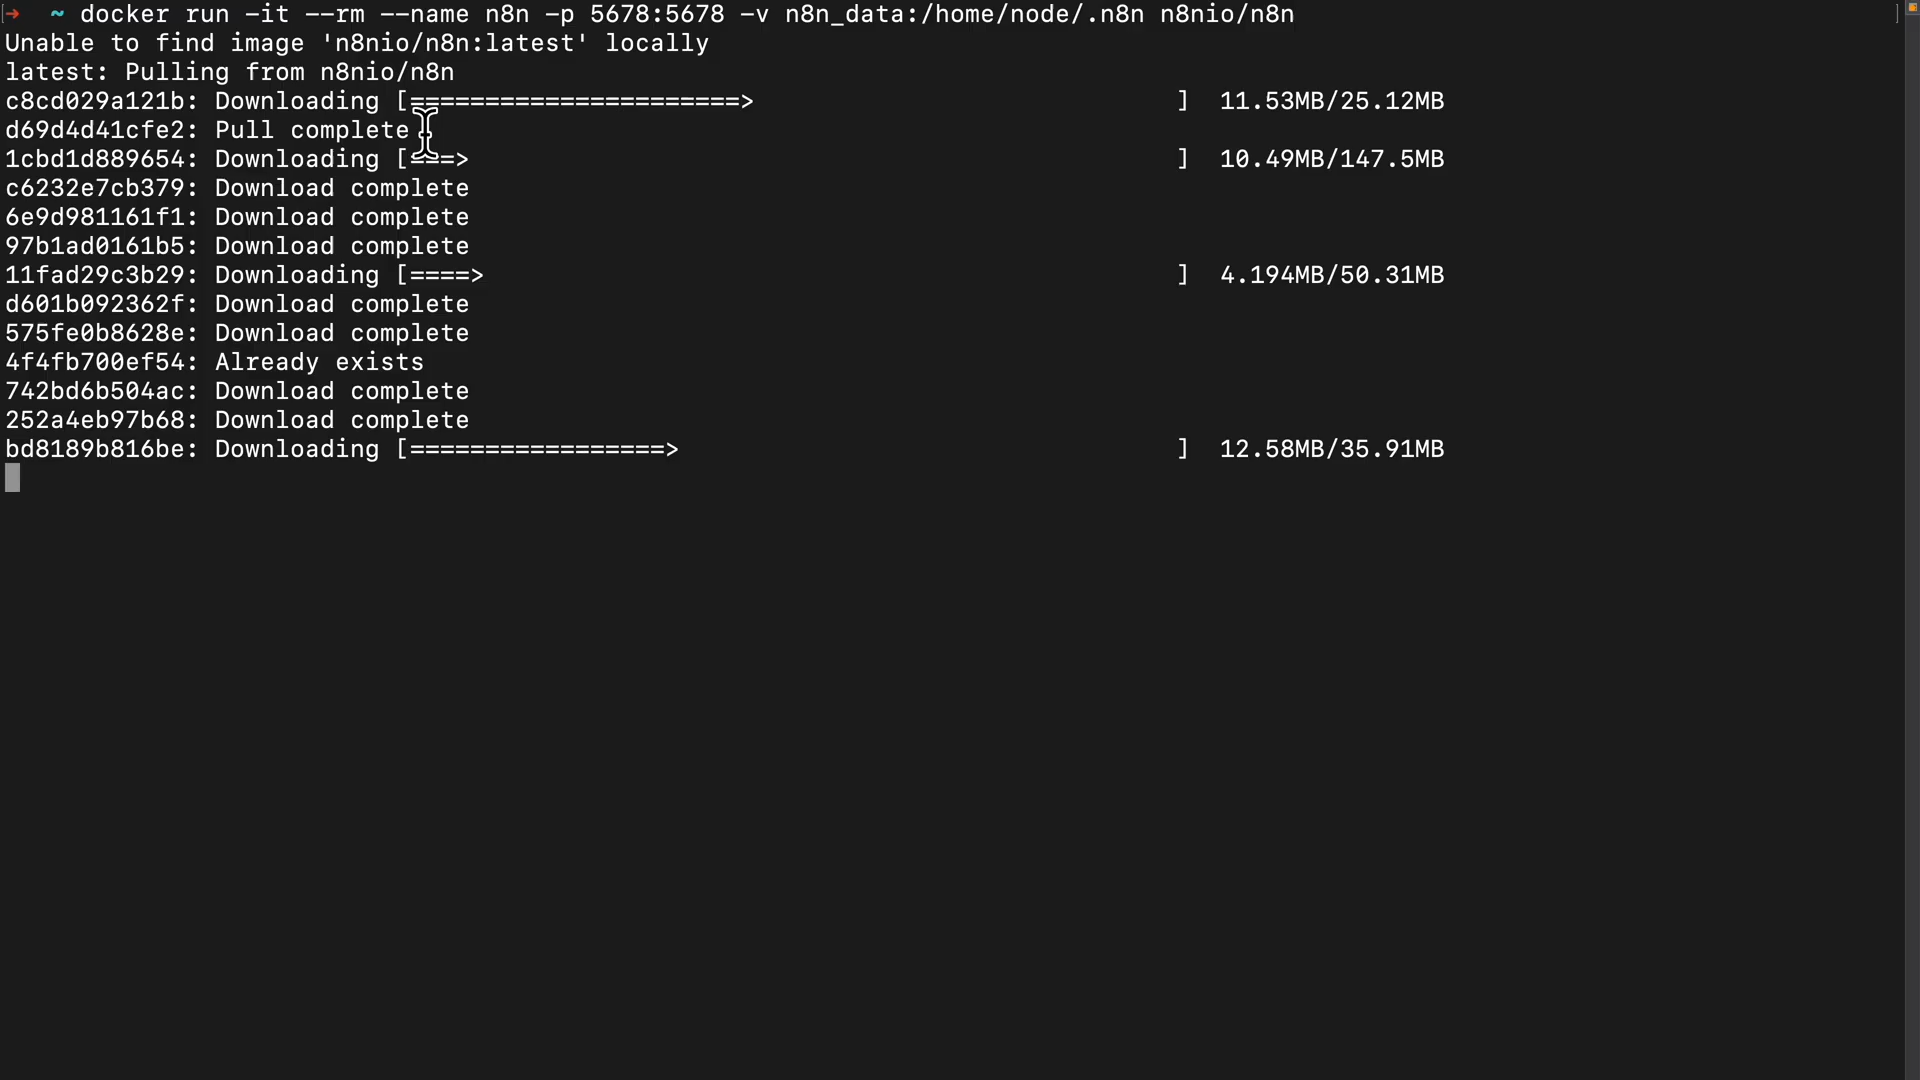 ➜ ~ docker run -it --rm --name n8n -p 5678:5678 -v n8n_data:/home/node/.n8n n8nio/n8n
Unable to find image 'n8nio/n8n:latest' locally
latest: Pulling from n8nio/n8n
c8cd029a121b: Downloading [======================>                            ]  11.53MB/25.12MB
d69d4d41cfe2: Pull complete
1cbd1d889654: Downloading [===>                                               ]  10.49MB/147.5MB
c6232e7cb379: Download complete
6e9d981161f1: Download complete
97b1ad0161b5: Download complete
11fad29c3b29: Downloading [====>                                              ]  4.194MB/50.31MB
d601b092362f: Download complete
575fe0b8628e: Download complete
4f4fb700ef54: Already exists
742bd6b504ac: Download complete
252a4eb97b68: Download complete
bd8189b816be: Downloading [=================>                                 ]  12.58MB/35.91MB